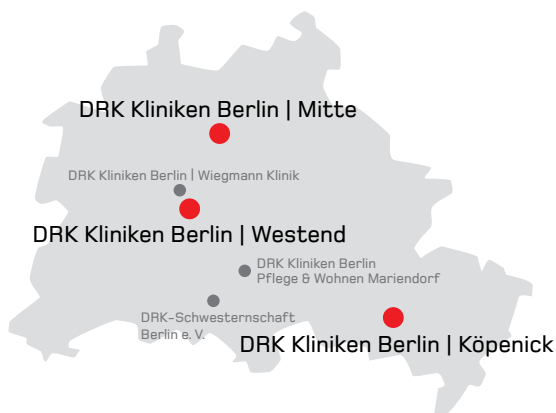 DRK Kliniken Berlin | Mitte
DRK Kliniken Berlin | Wiegmann Klinik
DRK Kliniken Berlin | Westend
DRK Kliniken Berlin
Pflege & Wohnen Mariendorf
DRK-Schwesternschaft
Berlin e. V.
DRK Kliniken Berlin | Köpenick